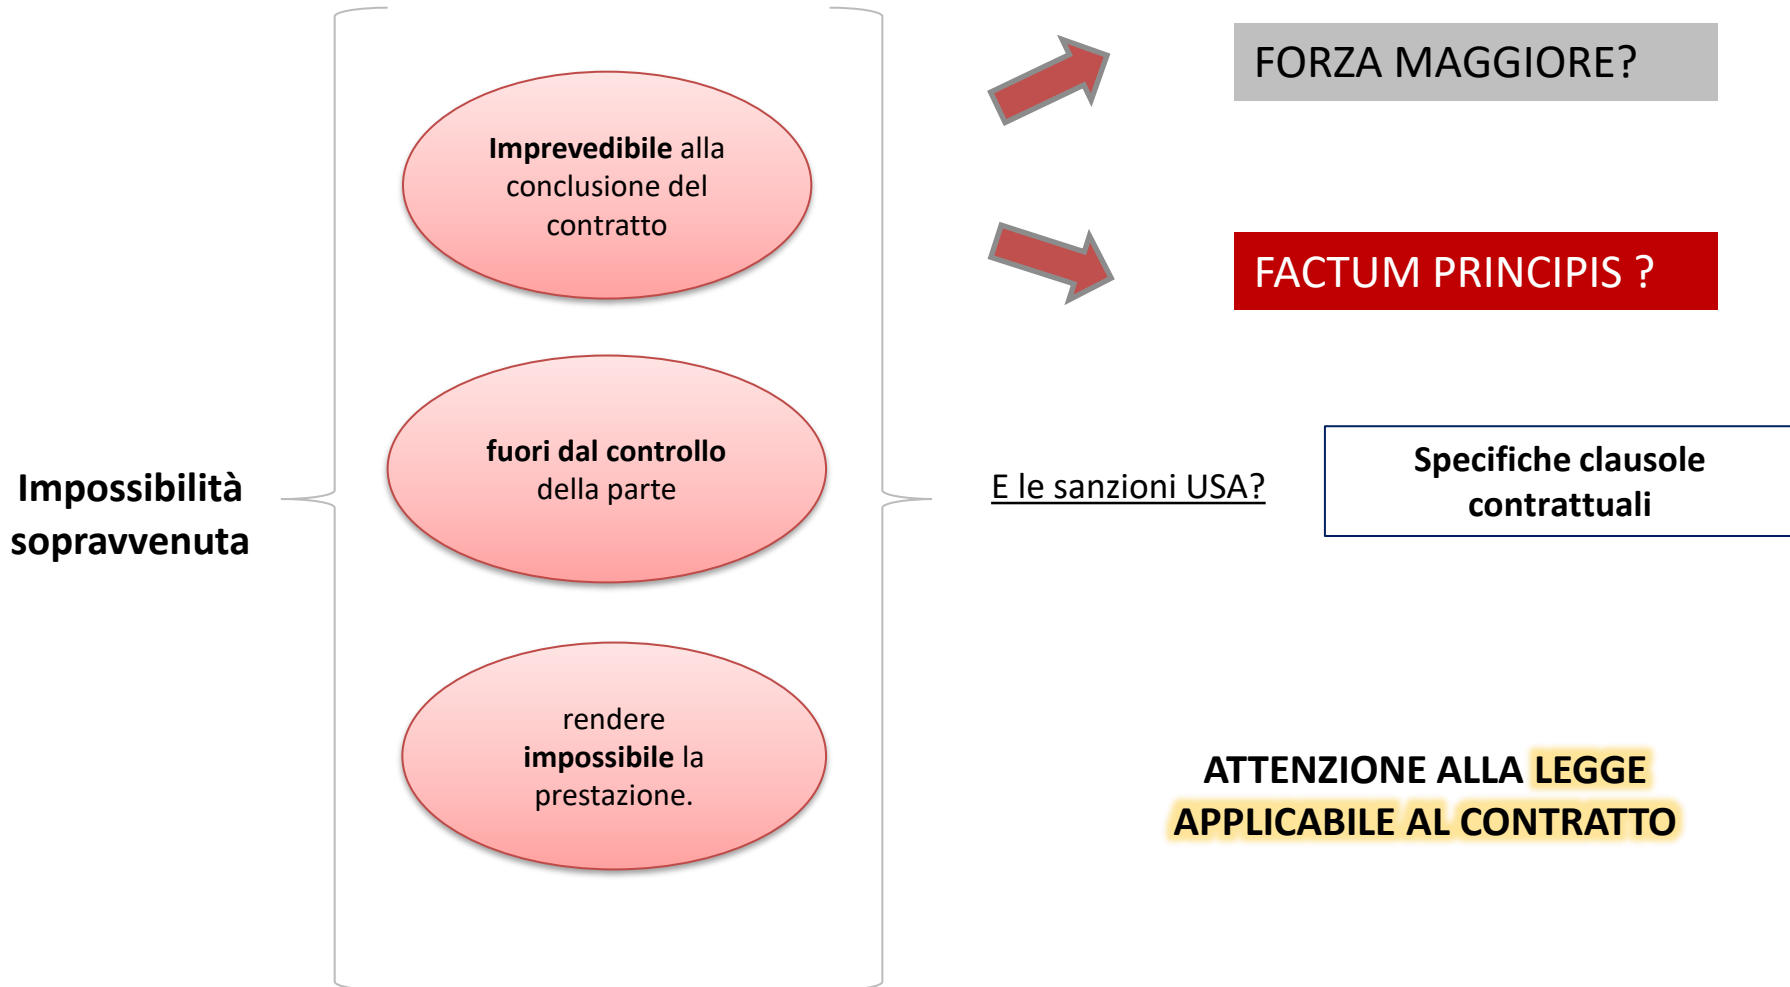 Impossibilità
sopravvenuta
Imprevedibile alla
conclusione del
contratto
fuori dal controllo
della parte
rendere
impossibile la
prestazione.
FORZA MAGGIORE?
FACTUM PRINCIPIS ?
E le sanzioni USA?
Specifiche clausole
contrattuali
ATTENZIONE ALLA LEGGE
APPLICABILE AL CONTRATTO